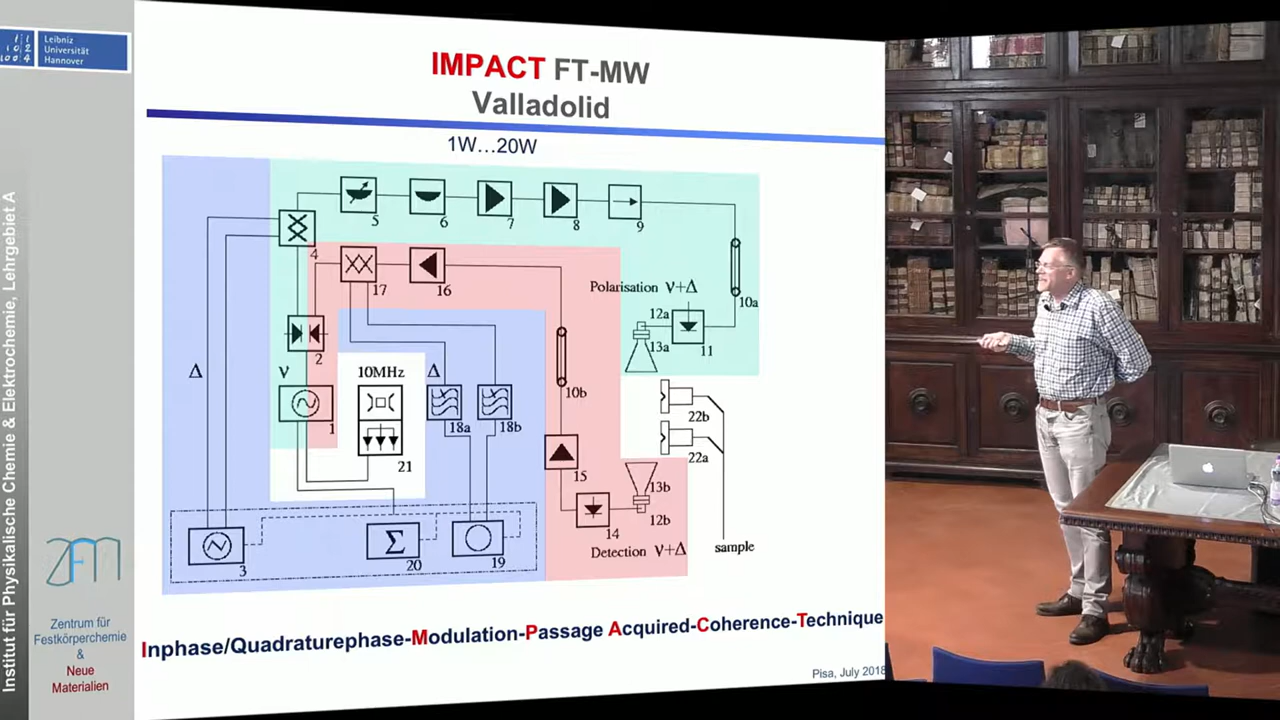 Leibniz
Universität
Hannover
Institut für Physikalische Chemie & Elektrochemie, Lehrgebiet A
Zentrum für
Festkörperchemie
&
Neue
Materialien
IMPACT FT-MW
Valladolid
1W…20W
5
6
7
8
9
4
17
16
10a
Polarisation ν+Δ
12a
13a
11
2
Δ
ν
10MHz
Δ
10b
1
18a
18b
22b
21
22a
15
13b
12b
14
Detection ν+Δ
sample
3
Σ
20
19
Inphase/Quadraturephase-Modulation-Passage Acquired-Coherence-Technique
Pisa, July 2018